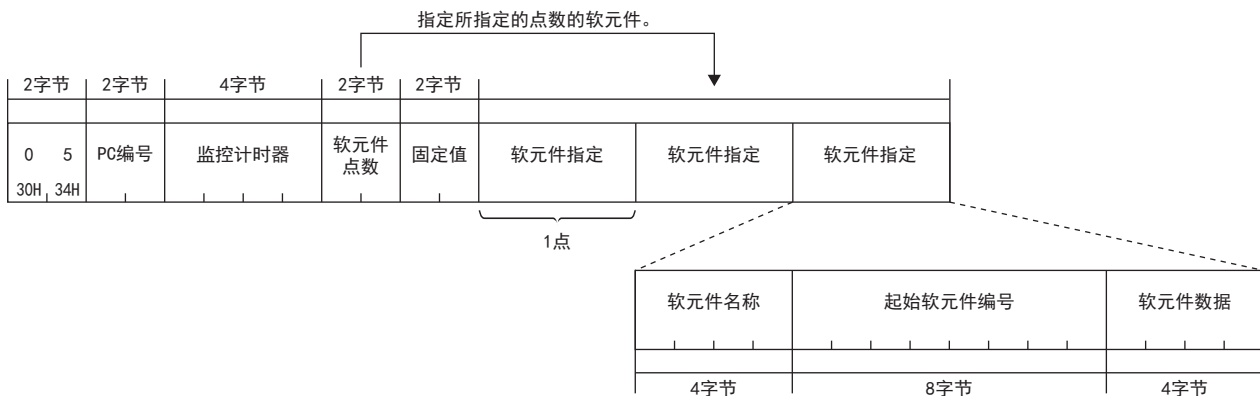 指定所指定的点数的软元件。
2字节 2字节 4字节 2字节 2字节
0 5 PC编号 监控计时器 软元件点数 固定值 软元件指定 软元件指定 软元件指定
30H 34H
1点
软元件名称 起始软元件编号 软元件数据
4字节 8字节 4字节